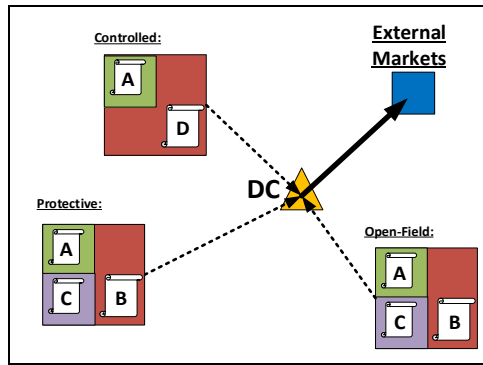 Controlled:
A
D
External
Markets
DC
Protective:
A
C
B
Open-Field:
A
C
B